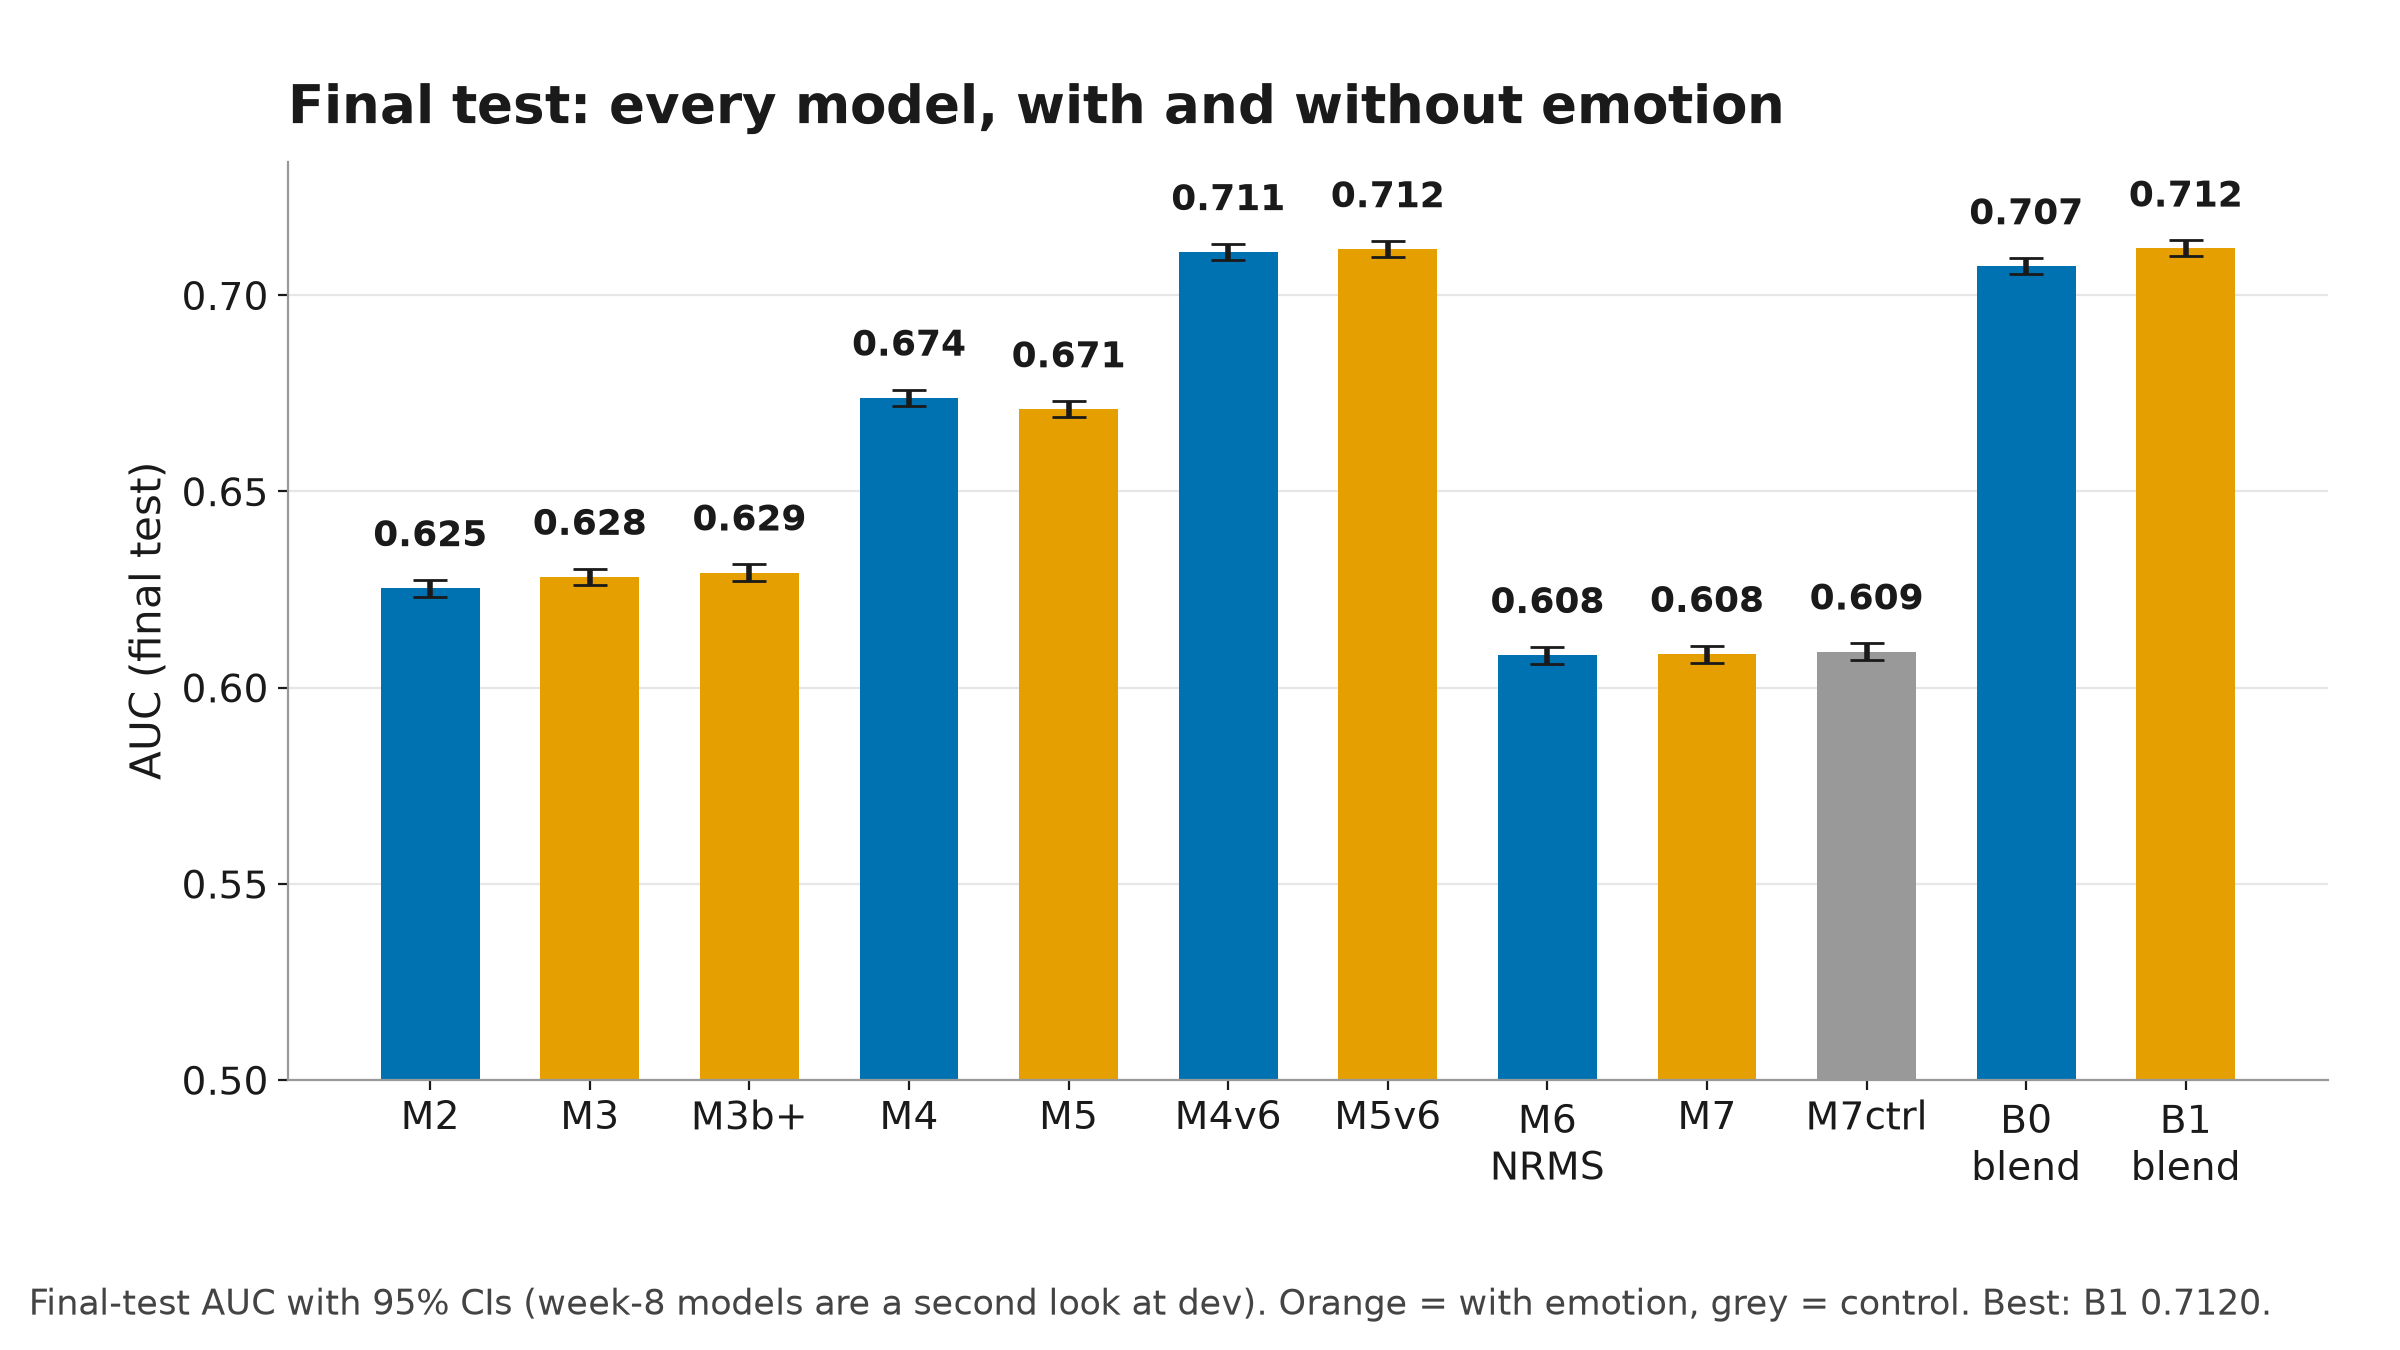 Final test: every model, with and without emotion
AUC (final test)
0.70
0.65
0.60
0.55
0.50
0.625
0.628
0.629
0.674
0.671
0.711
0.712
0.608
0.608
0.609
0.707
0.712
M2
M3
M3b+
M4
M5
M4v6
M5v6
M6
NRMS
M7
M7ctrl
B0
blend
B1
blend
Final-test AUC with 95% CIs (week-8 models are a second look at dev). Orange = with emotion, grey = control. Best: B1 0.7120.